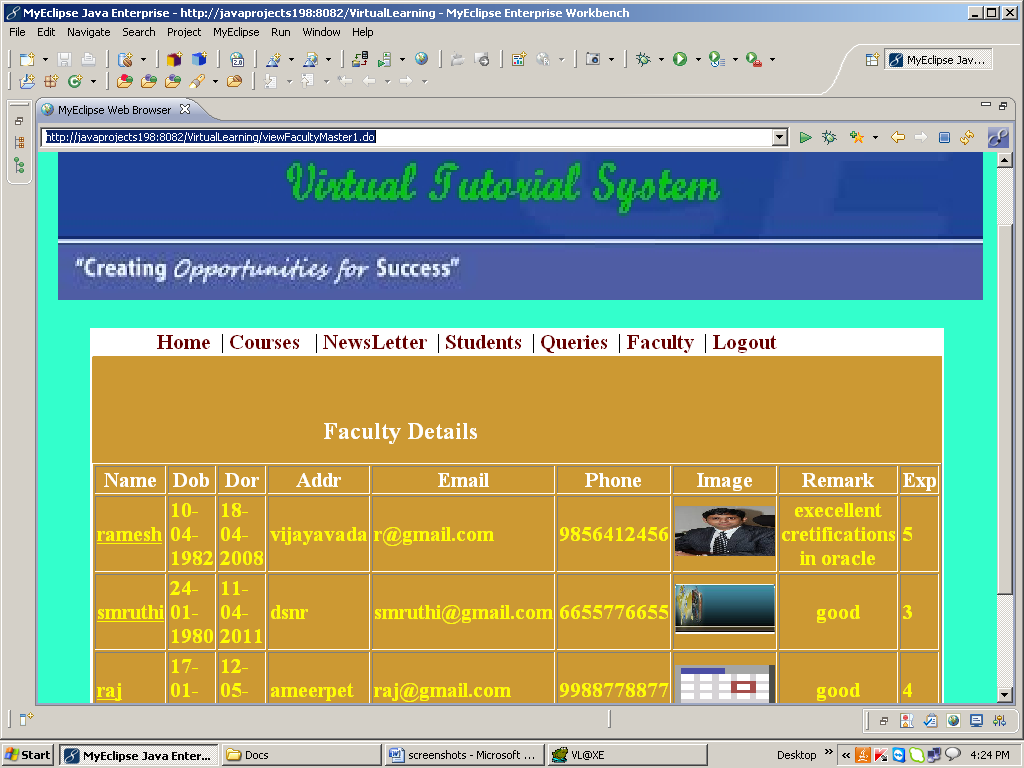 MyEclipse Java Enterprise - http://javaprojects198:8082/VirtualLearning - MyEclipse Enterprise Workbench
File Edit Navigate Search Project MyEclipse Run Window Help
2.0
MyEclipse Jav...
MyEclipse Web Browser
http://javaprojects198:8082/VirtualLearning/viewFacultyMaster1.do
Virtual Tutorial System
"Creating Opportunities for Success"
Home | Courses | NewsLetter | Students | Queries | Faculty | Logout
Faculty Details
Name Dob Dor Addr Email Phone Image Remark Exp
ramesh 10-04-1982 18-04-2008 vijayavada r@gmail.com 9856412456 execellent cretifications in oracle 5
smruthi 24-01-1980 11-04-2011 dsnr smruthi@gmail.com 6655776655 good 3
raj 17-01- 12-05- ameerpet raj@gmail.com 9988778877 good 4
Start MyEclipse Java Enter... Docs screenshots - Microsoft ... VL@XE Desktop » « 4:24 PM